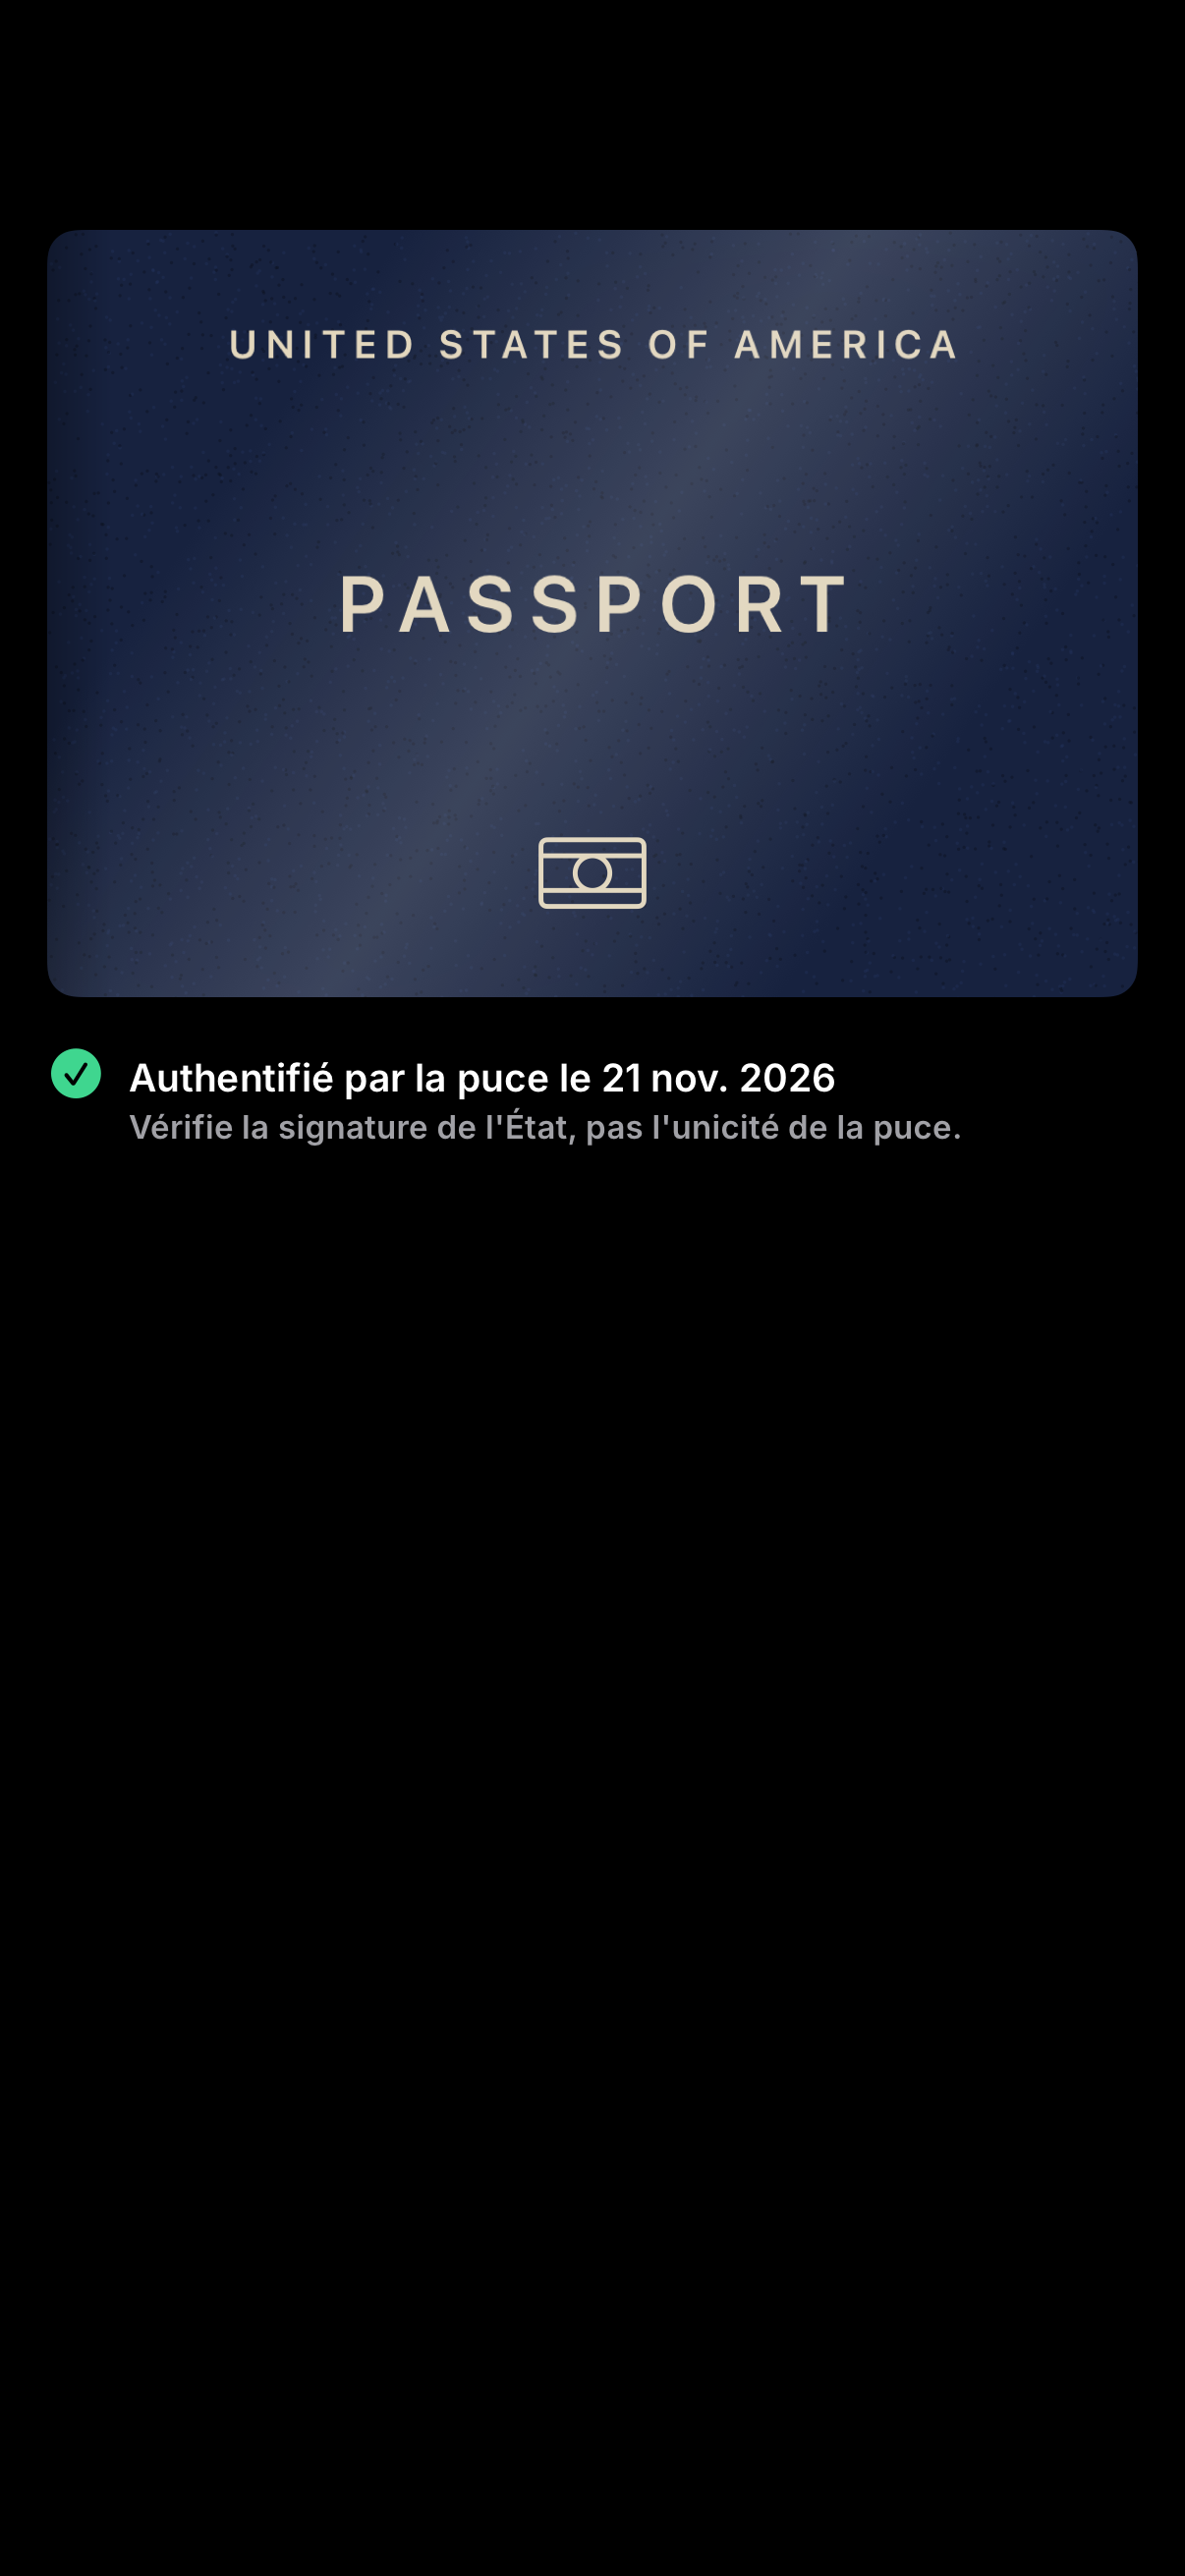 UNITED STATES OF AMERICA
PASSPORT
Authentifié par la puce le 21 nov. 2026
Vérifie la signature de l'État, pas l'unicité de la puce.